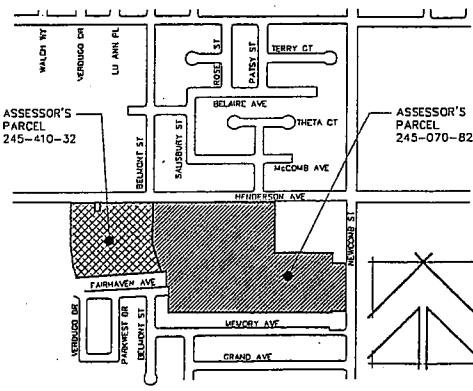 WALCH WY
VERDUGO DR
LU ANN PL
ROSE ST
PATSY ST
TERRY CT
BELAIRE AVE
ASSESSOR'S
PARCEL
245-410-32
ASSESSOR'S
PARCEL
245-070-82
BELMONT ST
SALISBURY ST
THETA CT
McCOMB AVE
HENDERSON AVE
NEWCOMB ST
FAIRHAVEN AVE
VERDUGO DR
PARKWEST DR
BELMONT ST
MEMORY AVE
GRAND AVE